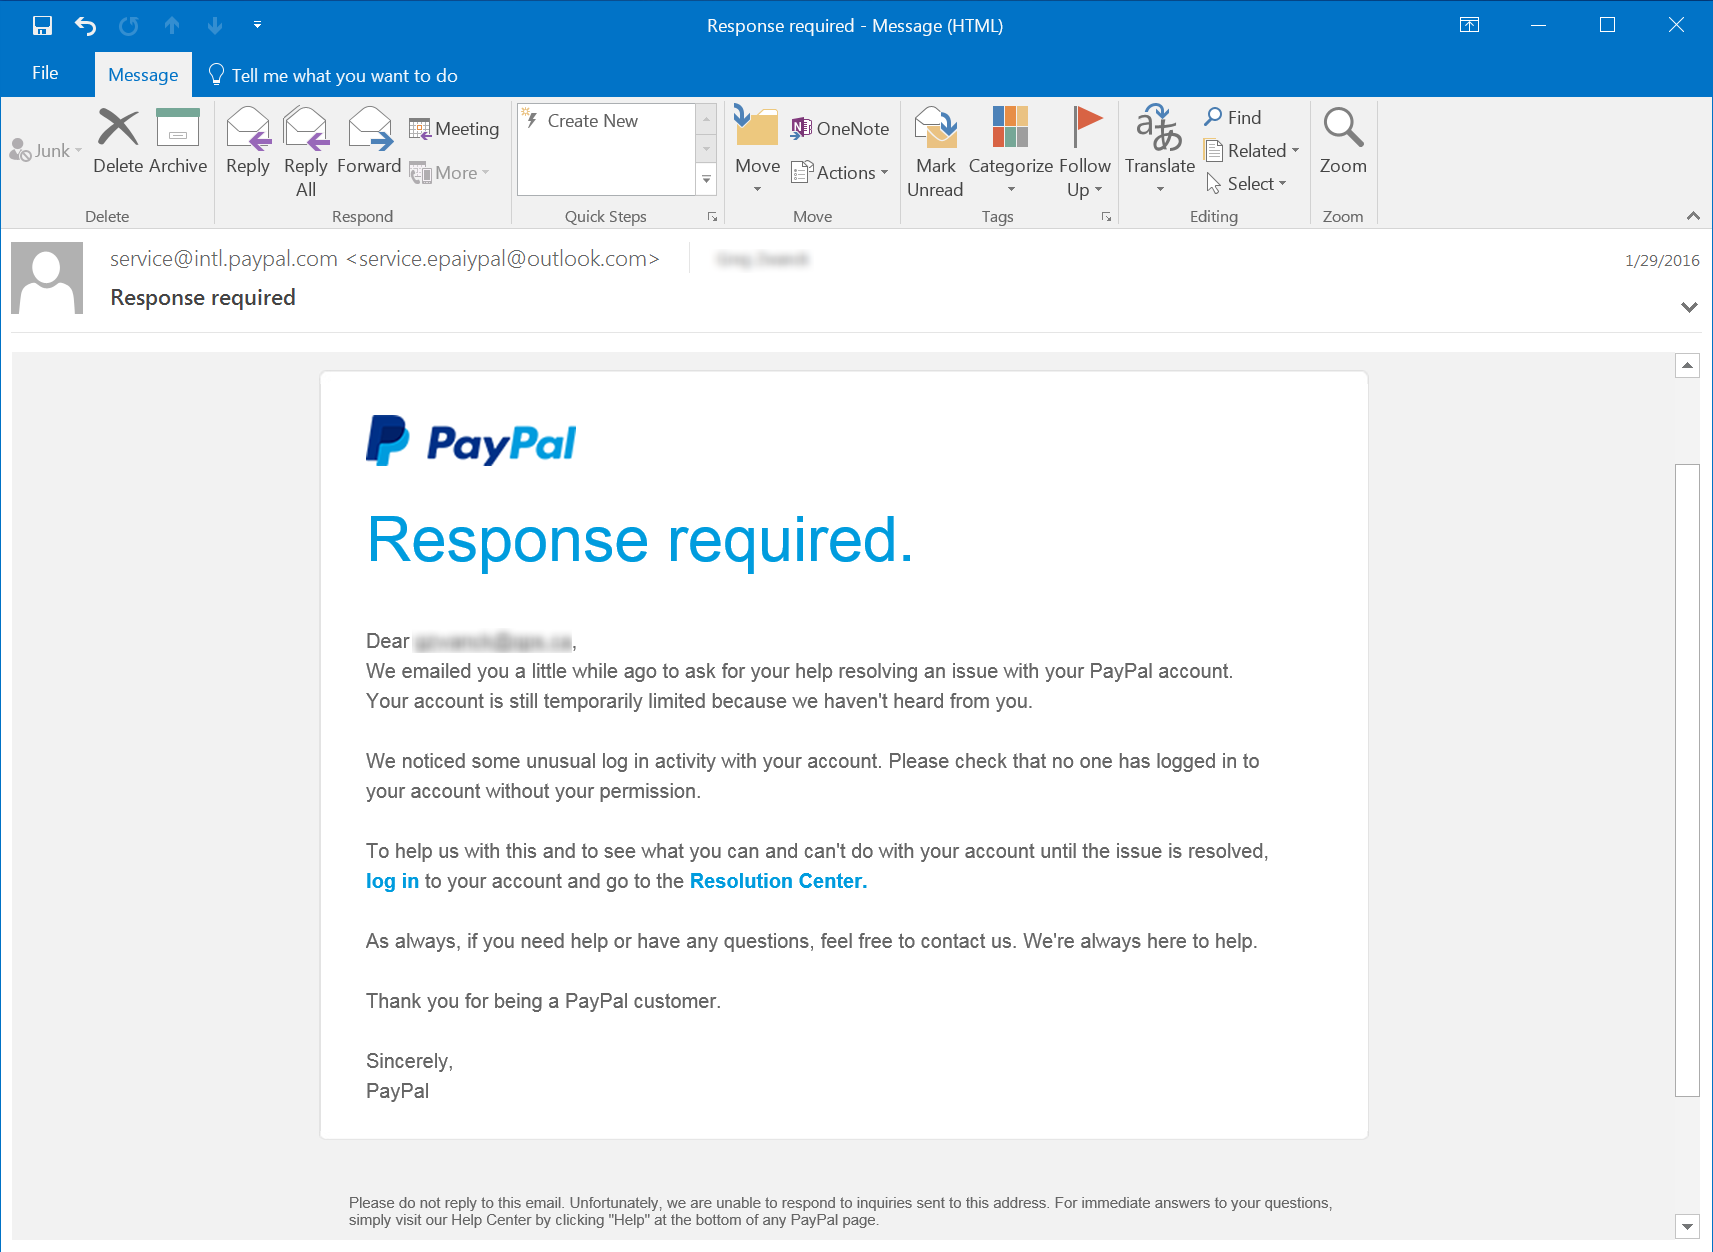 Response required - Message (HTML)
File
Message
Tell me what you want to do
Junk
Delete
Archive
Delete
Reply
Reply All
Forward
Meeting
More
Respond
Create New
Quick Steps
Move
OneNote
Actions
Move
Mark Unread
Categorize
Follow Up
Tags
Translate
Find
Related
Select
Editing
Zoom
Zoom
service@intl.paypal.com <service.epaiypal@outlook.com>
1/29/2016
Response required
PayPal
Response required.
Dear ,
We emailed you a little while ago to ask for your help resolving an issue with your PayPal account.
Your account is still temporarily limited because we haven't heard from you.
We noticed some unusual log in activity with your account. Please check that no one has logged in to
your account without your permission.
To help us with this and to see what you can and can't do with your account until the issue is resolved,
log in to your account and go to the Resolution Center.
As always, if you need help or have any questions, feel free to contact us. We're always here to help.
Thank you for being a PayPal customer.
Sincerely,
PayPal
Please do not reply to this email. Unfortunately, we are unable to respond to inquiries sent to this address. For immediate answers to your questions,
simply visit our Help Center by clicking "Help" at the bottom of any PayPal page.